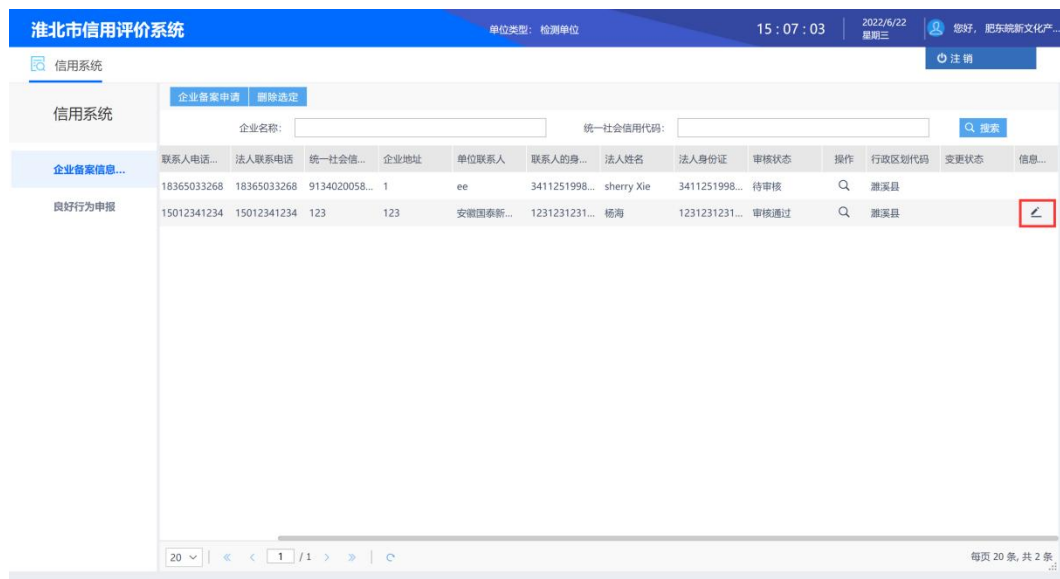 淮北市信用评价系统 单位类型：检测单位 15:07:03 2022/6/22 星期三 您好，肥东皖新文化产...
信用系统 注销
信用系统
企业备案信息...
良好行为申报
企业备案申请 删除选定
企业名称： 统一社会信用代码： 搜索
联系人电话... 法人联系电话 统一社会信... 企业地址 单位联系人 联系人的身... 法人姓名 法人身份证 审核状态 操作 行政区划代码 变更状态 信息...
18365033268 18365033268 9134020058... 1 ee 3411251998... sherry Xie 3411251998... 待审核 濉溪县
15012341234 15012341234 123 123 安徽国泰新... 1231231231... 杨海 1231231231... 审核通过 濉溪县
20 1 / 1 每页 20 条, 共 2 条